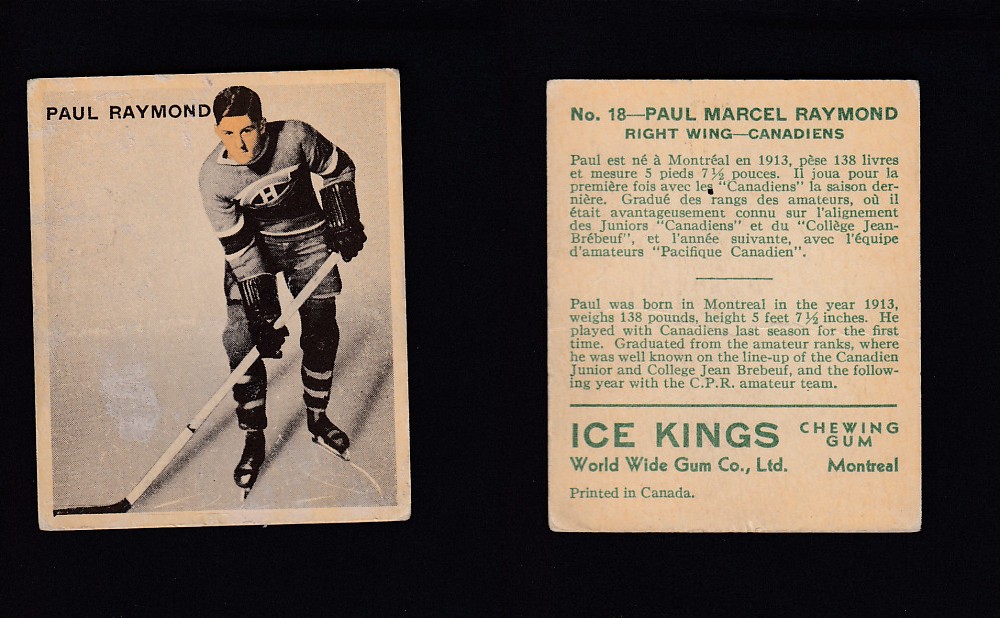 PAUL RAYMOND
H
No. 18—PAUL MARCEL RAYMOND
RIGHT WING—CANADIENS
Paul est né à Montréal en 1913, pèse 138 livres
et mesure 5 pieds 7½ pouces. Il joua pour la
première fois avec les "Canadiens" la saison der-
nière. Gradué des rangs des amateurs, où il
était avantageusement connu sur l'alignement
des Juniors "Canadiens" et du "Collège Jean-
Brébeuf", et l'année suivante, avec l'équipe
d'amateurs "Pacifique Canadien".
Paul was born in Montreal in the year 1913,
weighs 138 pounds, height 5 feet 7½ inches. He
played with Canadiens last season for the first
time. Graduated from the amateur ranks, where
he was well known on the line-up of the Canadien
Junior and College Jean Brebeuf, and the follow-
ing year with the C.P.R. amateur team.
ICE KINGS CHEWING GUM
World Wide Gum Co., Ltd. Montreal
Printed in Canada.